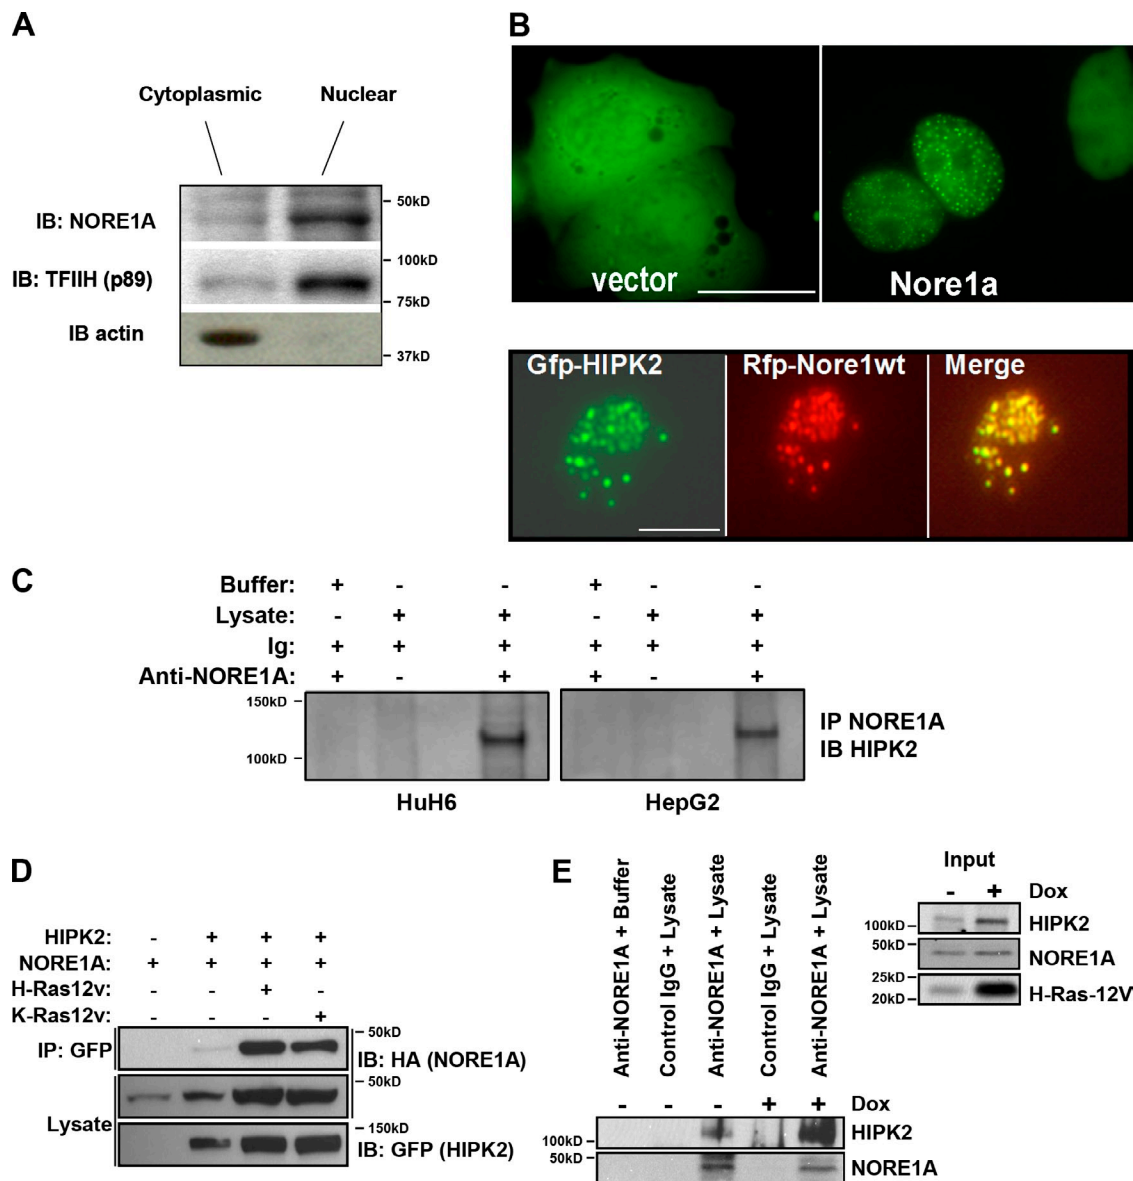 A
Cytoplasmic Nuclear
IB: NORE1A
50kD
IB: TFIIH (p89)
100kD
75kD
IB actin
37kD
B
vector
Nore1a
Gfp-HIPK2
Rfp-Nore1wt
Merge
C
Buffer: + - - + - -
Lysate: - + + - + +
Ig: + + + + + +
Anti-NORE1A: + - + + - +
150kD
100kD
IP NORE1A
IB HIPK2
HuH6
HepG2
D
HIPK2: - + + +
NORE1A: + + + +
H-Ras12v: - - + -
K-Ras12v: - - - +
IP: GFP
50kD
IB: HA (NORE1A)
50kD
Lysate
150kD
IB: GFP (HIPK2)
E
Anti-NORE1A + Buffer
Control IgG + Lysate
Anti-NORE1A + Lysate
Control IgG + Lysate
Anti-NORE1A + Lysate
- - - + + Dox
100kD
HIPK2
50kD
NORE1A
Input
- + Dox
100kD
HIPK2
50kD
NORE1A
25kD
20kD
H-Ras-12V